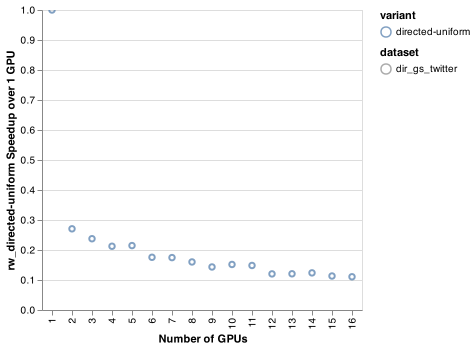 rw_directed-uniform Speedup over 1 GPU
1.0
0.9
0.8
0.7
0.6
0.5
0.4
0.3
0.2
0.1
0.0
1 2 3 4 5 6 7 8 9 10 11 12 13 14 15 16
Number of GPUs
variant
directed-uniform
dataset
dir_gs_twitter